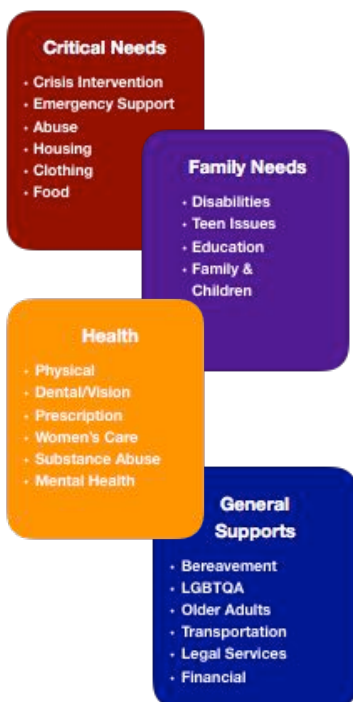 Critical Needs
• Crisis Intervention
• Emergency Support
• Abuse
• Housing
• Clothing
• Food
Family Needs
• Disabilities
• Teen Issues
• Education
• Family &
Children
Health
• Physical
• Dental/Vision
• Prescription
• Women's Care
• Substance Abuse
• Mental Health
General
Supports
• Bereavement
• LGBTQA
• Older Adults
• Transportation
• Legal Services
• Financial